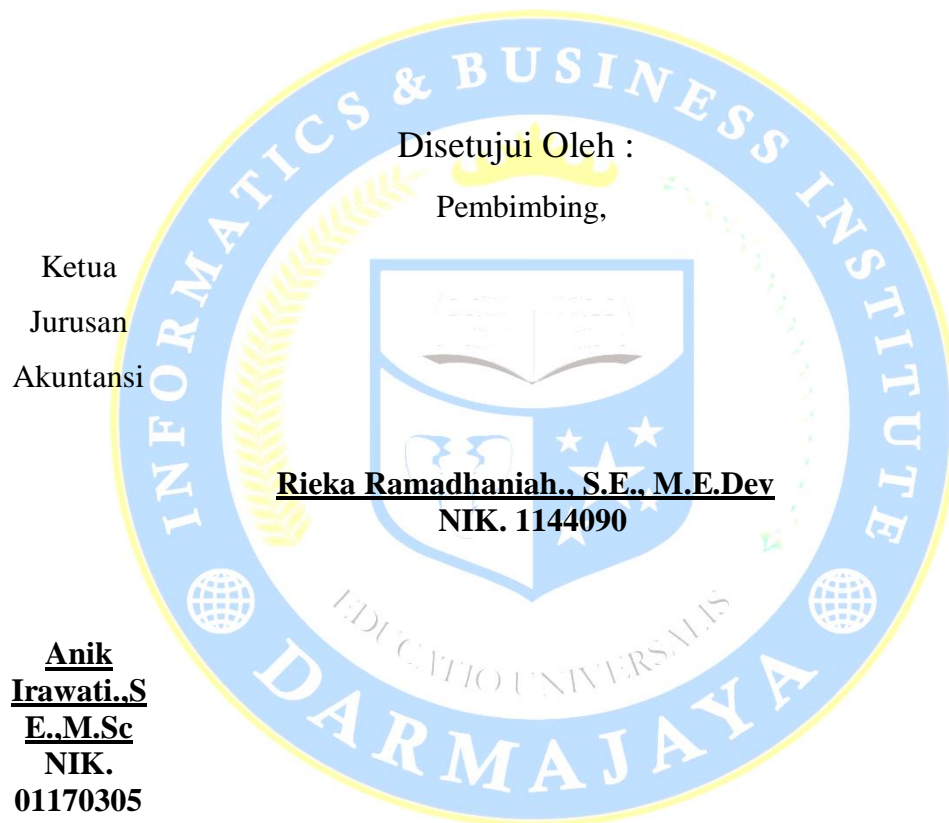 INFORMATICS & BUSINESS INSTITUTE
Disetujui Oleh :
Pembimbing,
Ketua
Jurusan
Akuntansi
Rieka Ramadhaniah., S.E., M.E.Dev
NIK. 1144090
EDUCATIO UNIVERSALIS
DARMAJAYA
Anik
Irawati.,S
E.,M.Sc
NIK.
01170305